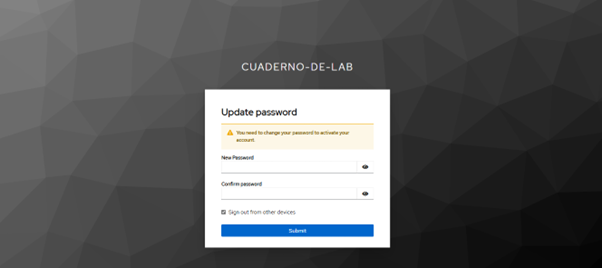 CUADERNO-DE-LAB
Update password
You need to change your password to activate your
account.
New Password
Confirm password
Sign out from other devices
Submit